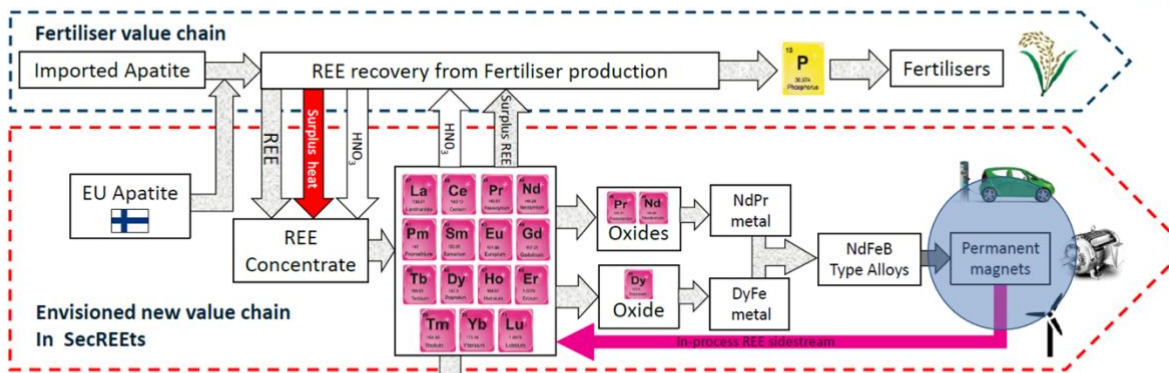 Fertiliser value chain
Imported Apatite
REE recovery from Fertiliser production
15
P
30.974
Phosphorus
Fertilisers
REE
Surplus heat
HNO3
HNO3
Surplus REE
EU Apatite
REE
Concentrate
La
Ce
Pr
Nd
Pm
Sm
Eu
Gd
Tb
Dy
Ho
Er
Tm
Yb
Lu
Pr
Nd
Oxides
Dy
Oxide
NdPr
metal
DyFe
metal
NdFeB
Type Alloys
Permanent
magnets
In-process REE sidestream
Envisioned new value chain
In SecREEts